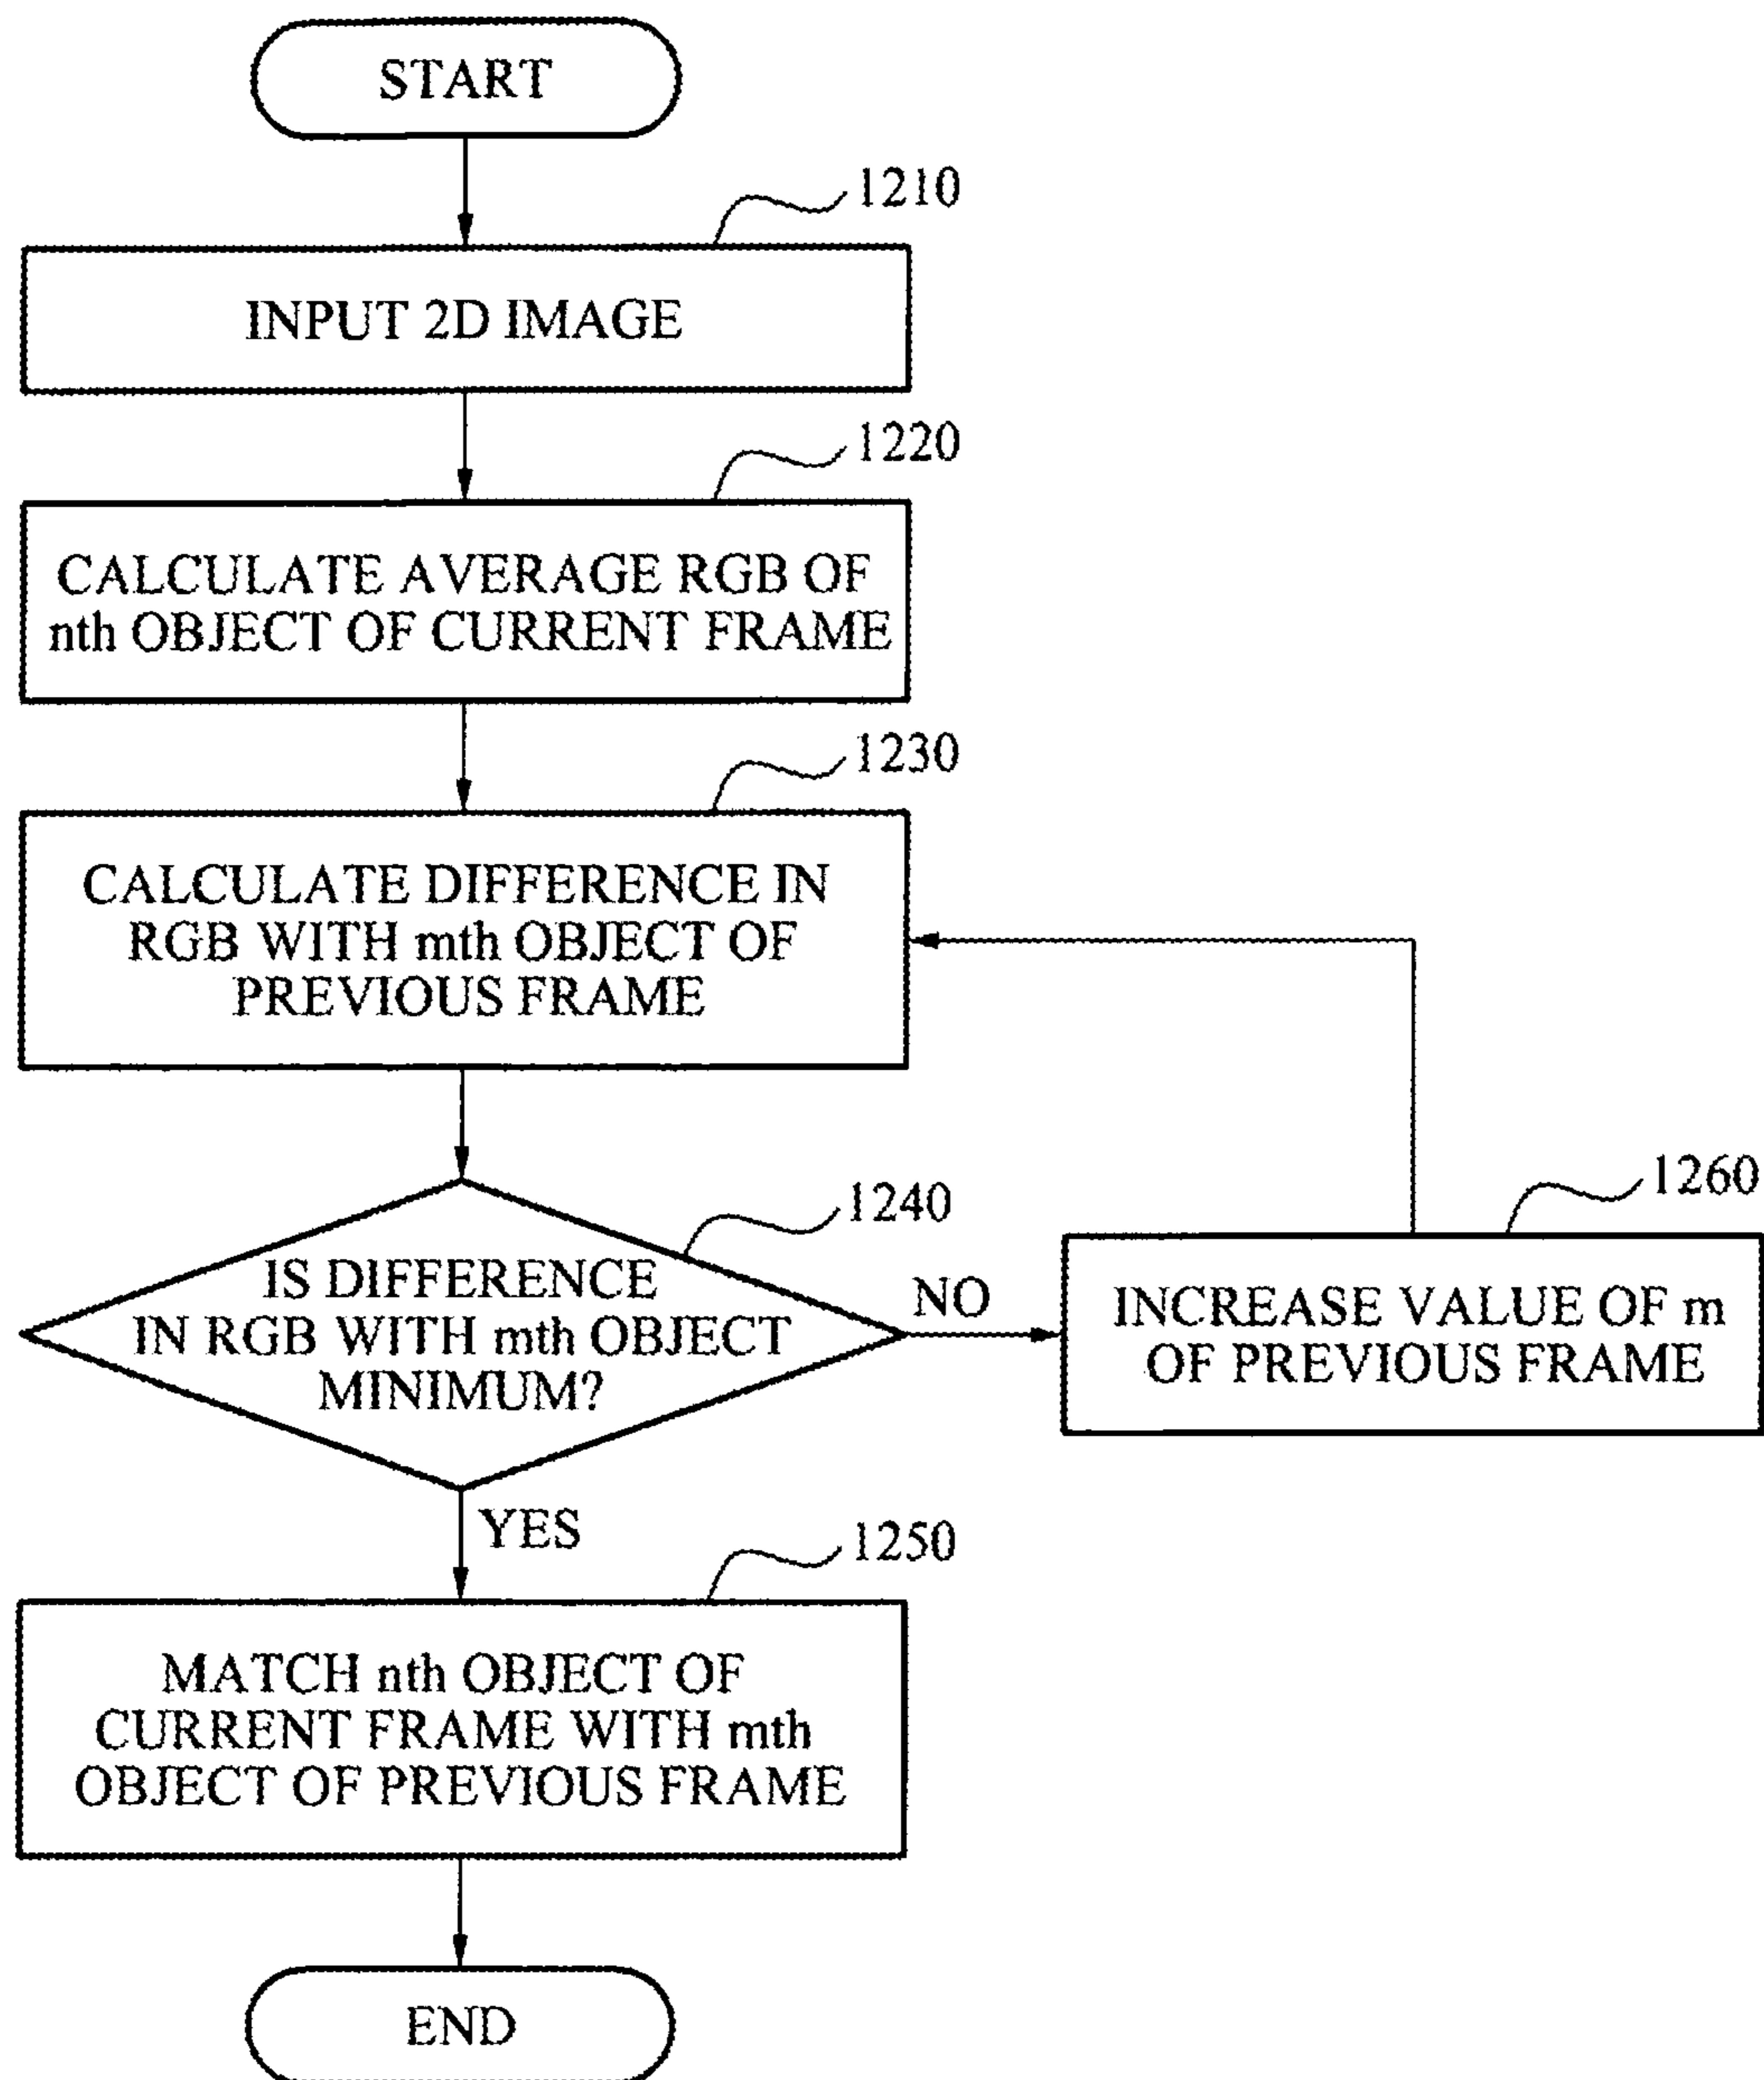 START
1210
INPUT 2D IMAGE
1220
CALCULATE AVERAGE RGB OF
nth OBJECT OF CURRENT FRAME
1230
CALCULATE DIFFERENCE IN
RGB WITH mth OBJECT OF
PREVIOUS FRAME
1240
IS DIFFERENCE
IN RGB WITH mth OBJECT
MINIMUM?
NO
1260
INCREASE VALUE OF m
OF PREVIOUS FRAME
YES
1250
MATCH nth OBJECT OF
CURRENT FRAME WITH mth
OBJECT OF PREVIOUS FRAME
END